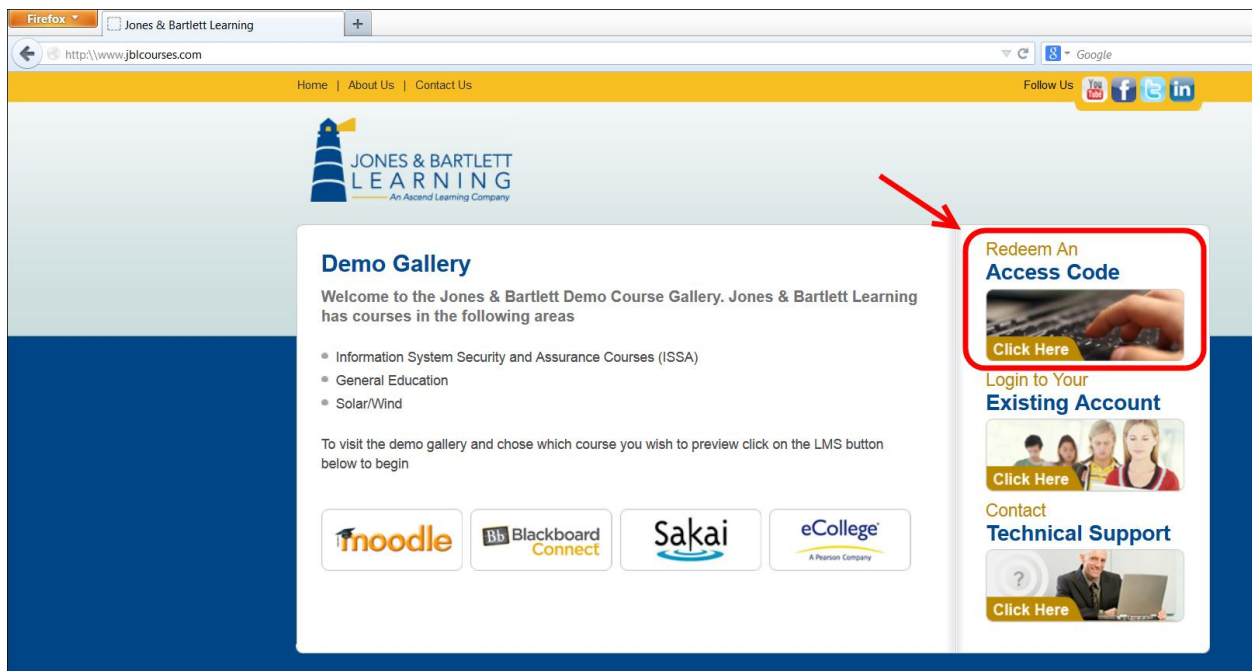 Firefox
Jones & Bartlett Learning
+
http:\\www.jblcourses.com
8 Google
Home | About Us | Contact Us
Follow Us You Tube f t in
JONES & BARTLETT
LEARNING
An Ascend Learning Company
Demo Gallery
Welcome to the Jones & Bartlett Demo Course Gallery. Jones & Bartlett Learning
has courses in the following areas
Information System Security and Assurance Courses (ISSA)
General Education
Solar/Wind
To visit the demo gallery and chose which course you wish to preview click on the LMS button
below to begin
moodle
Bb Blackboard
Connect
Sakai
eCollege
A Pearson Company
Redeem An
Access Code
Click Here
Login to Your
Existing Account
Click Here
Contact
Technical Support
?
Click Here